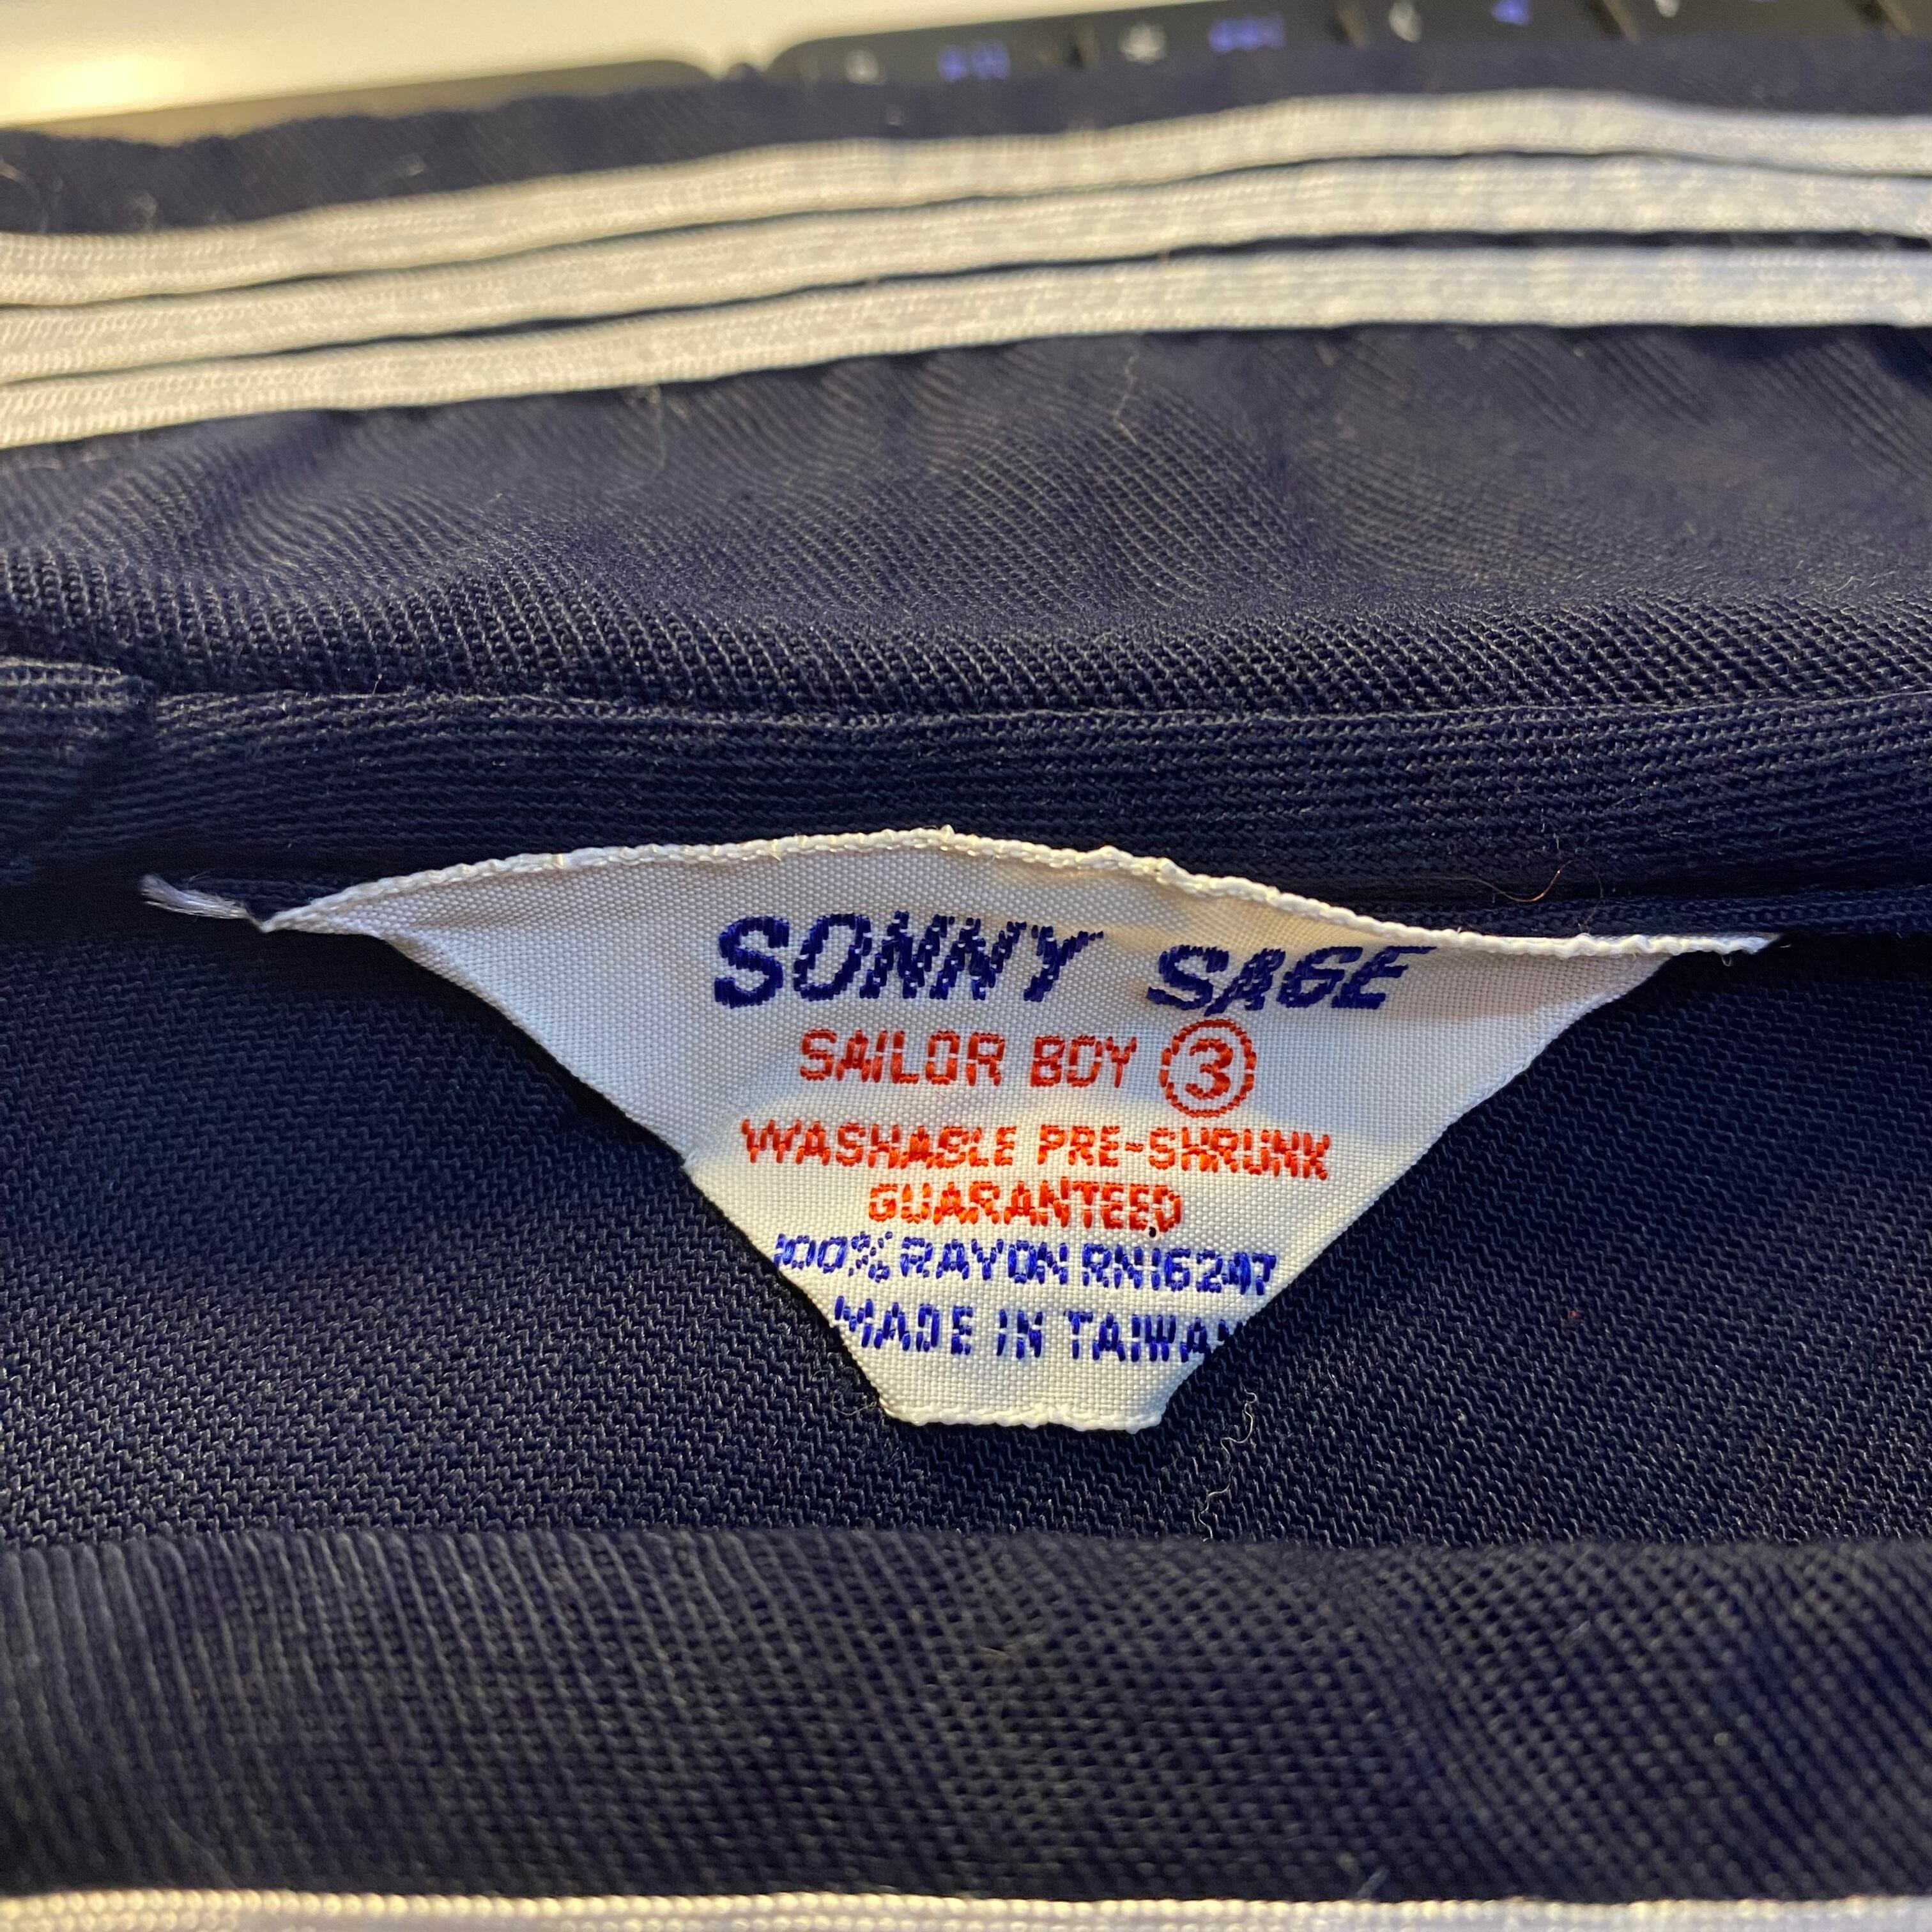 SONNY SAGE
SAILOR BOY 3
WASHABLE PRE-SHRUNK
GUARANTEED
100% RAYON RN16247
MADE IN TAIWAN